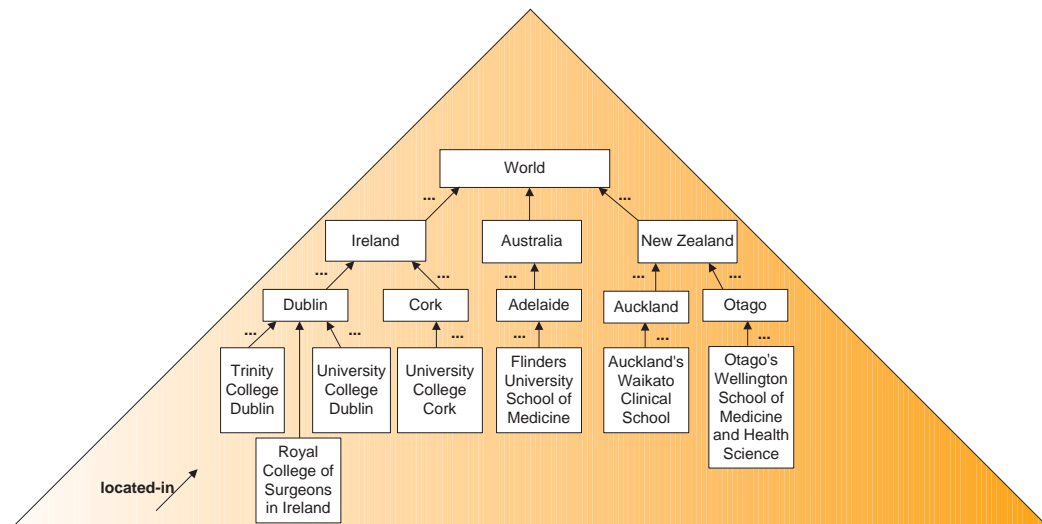 World
...
...
Ireland
Australia
New Zealand
...
...
...
...
...
Dublin
Cork
Adelaide
Auckland
Otago
...
...
...
...
...
...
Trinity
College
Dublin
University
College
Dublin
University
College
Cork
Flinders
University
School of
Medicine
Auckland's
Waikato
Clinical
School
Otago's
Wellington
School of
Medicine
and Health
Science
Royal
College of
Surgeons
in Ireland
located-in